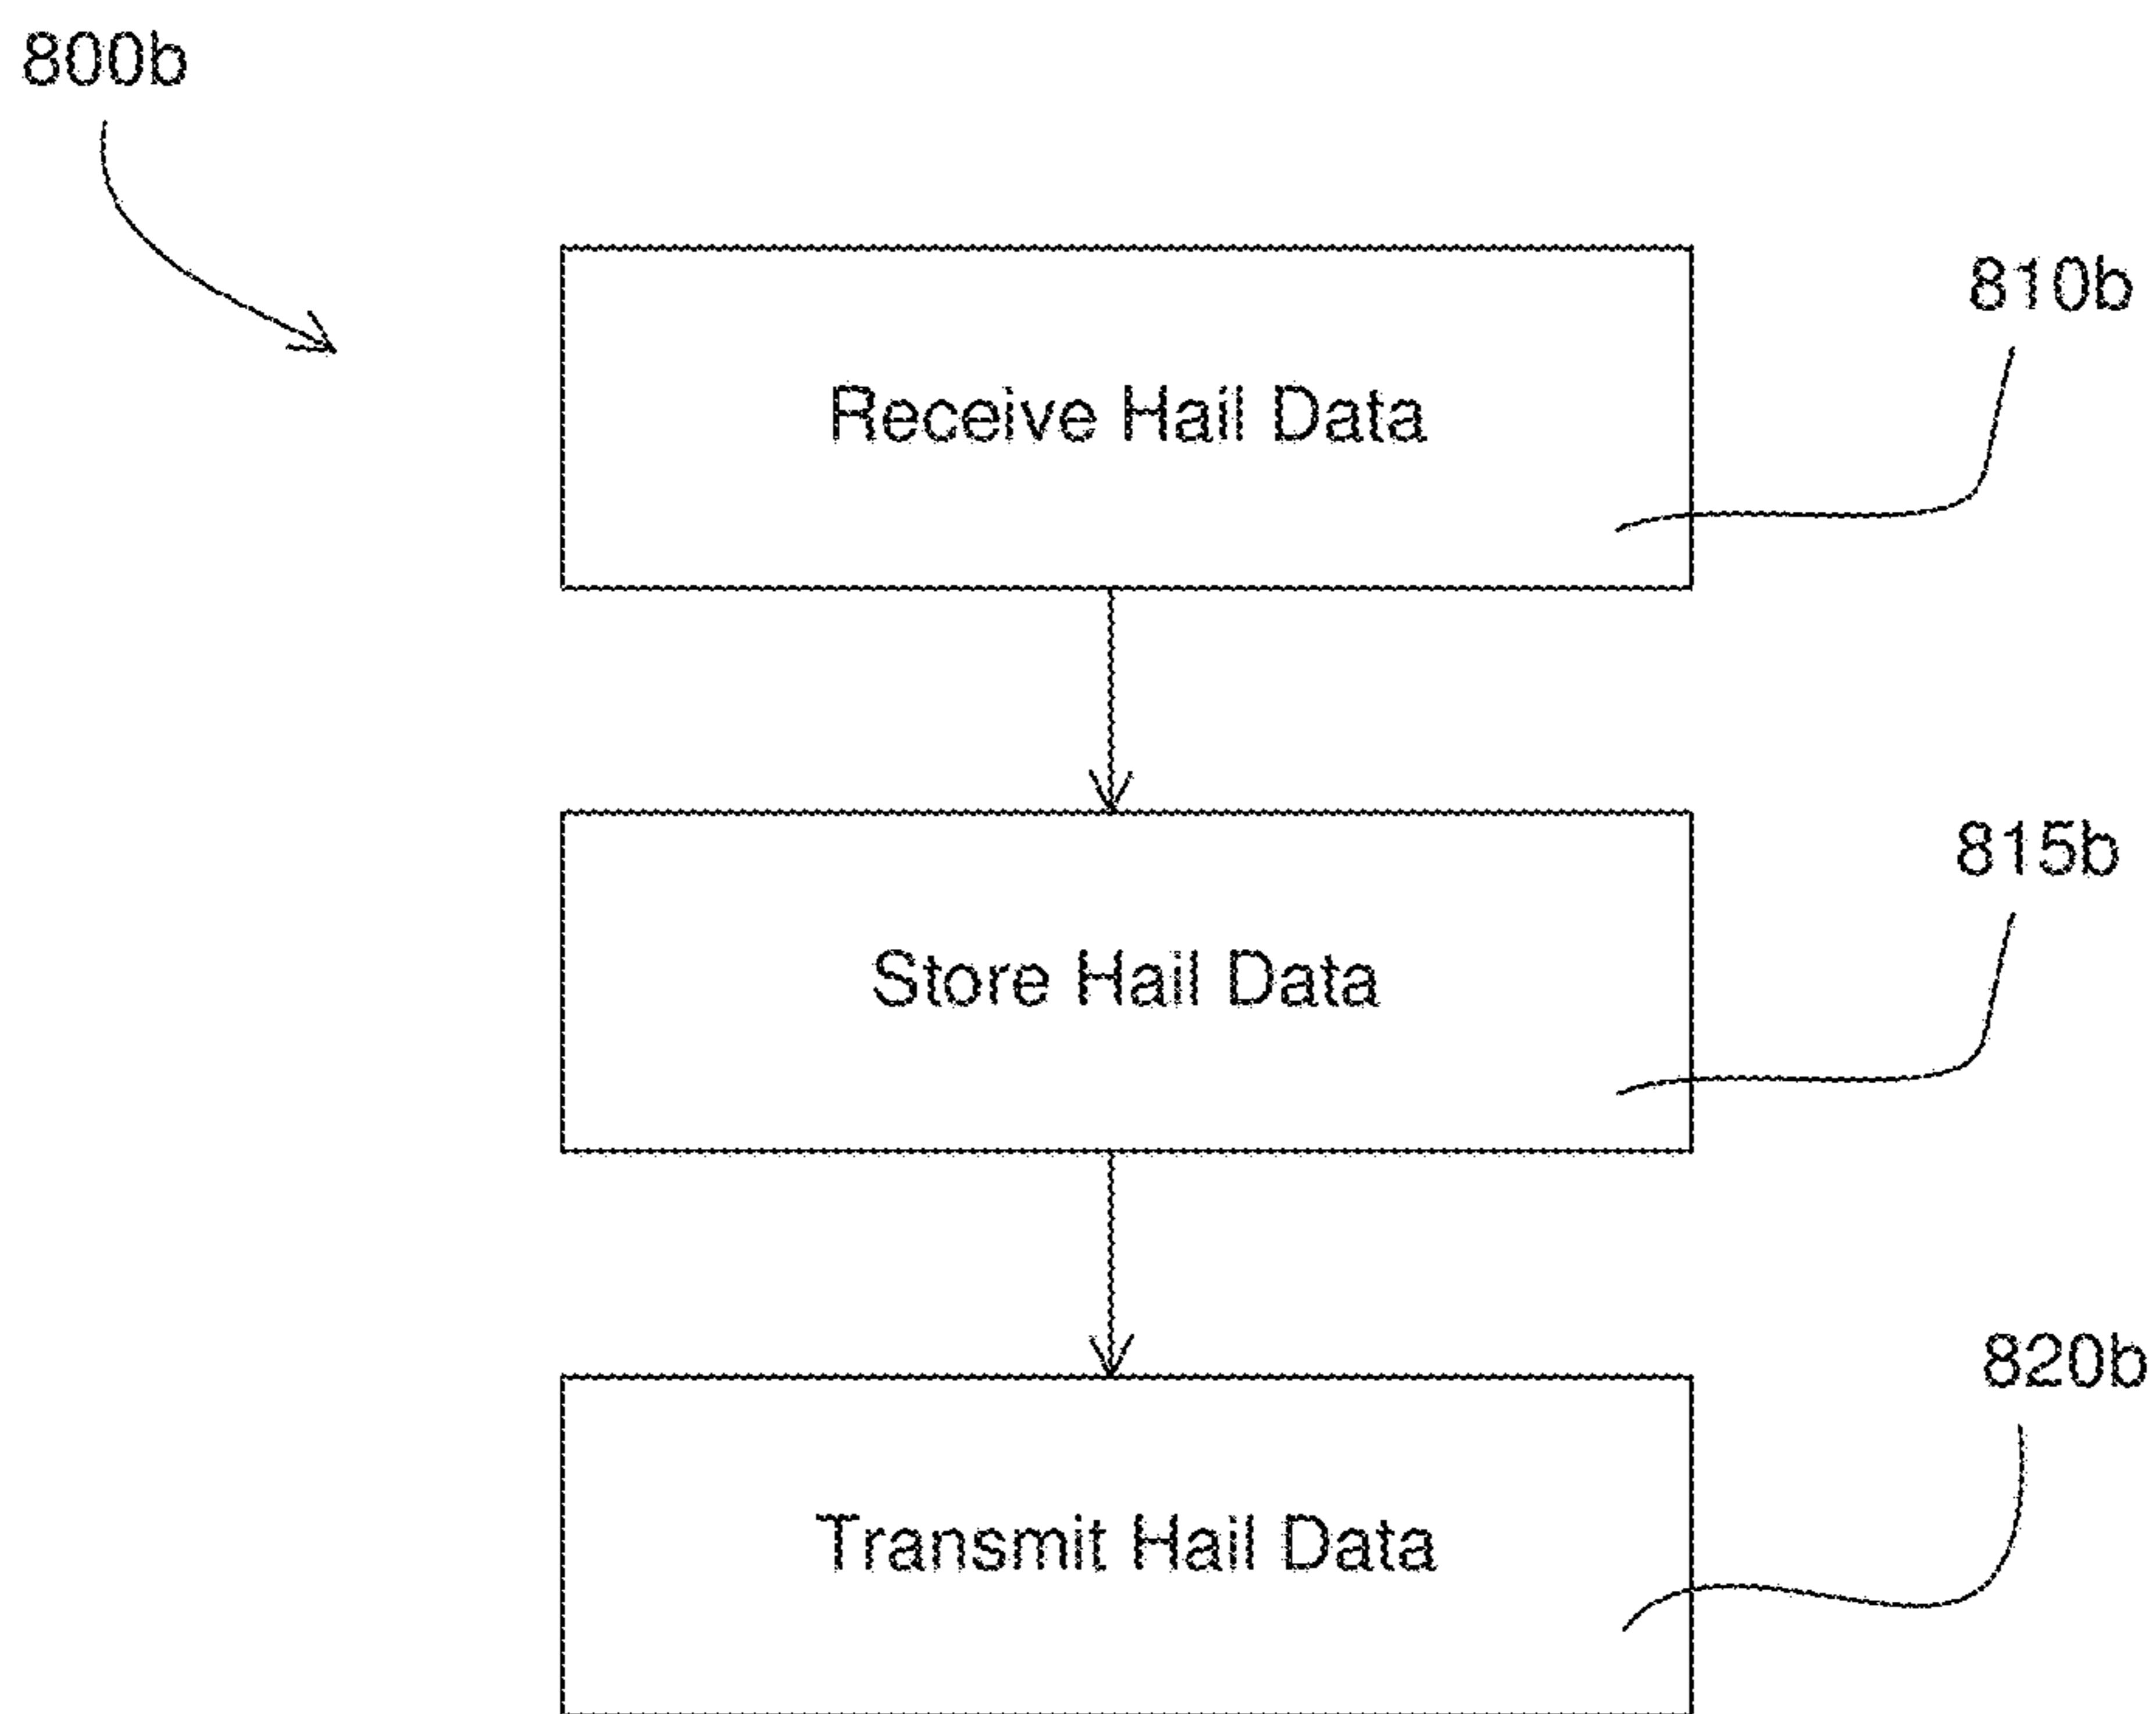 800b
810b
Receive Hail Data
815b
Store Hail Data
820b
Transmit Hail Data